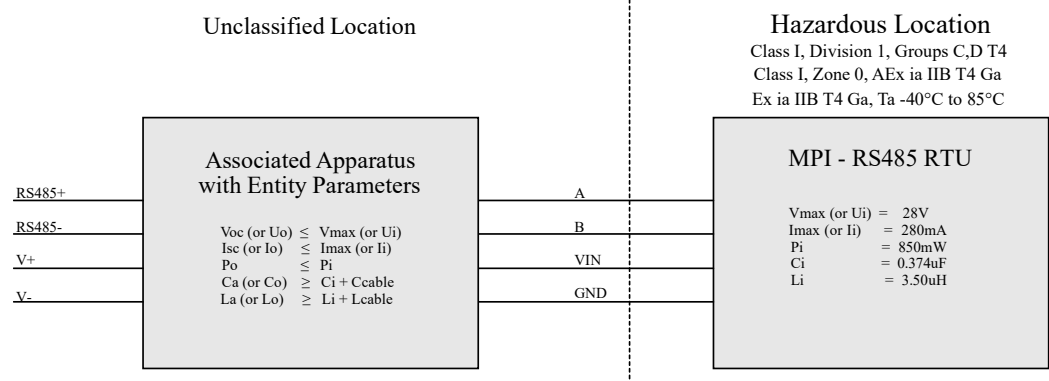 Unclassified Location
Hazardous Location
Class I, Division 1, Groups C,D T4
Class I, Zone 0, AEx ia IIB T4 Ga
Ex ia IIB T4 Ga, Ta -40°C to 85°C
RS485+
RS485-
V+
V-
Associated Apparatus
with Entity Parameters
Voc (or Uo) ≤ Vmax (or Ui)
Isc (or Io) ≤ Imax (or Ii)
Po ≤ Pi
Ca (or Co) ≥ Ci + Ccable
La (or Lo) ≥ Li + Lcable
A
B
VIN
GND
MPI - RS485 RTU
Vmax (or Ui) = 28V
Imax (or Ii) = 280mA
Pi = 850mW
Ci = 0.374uF
Li = 3.50uH